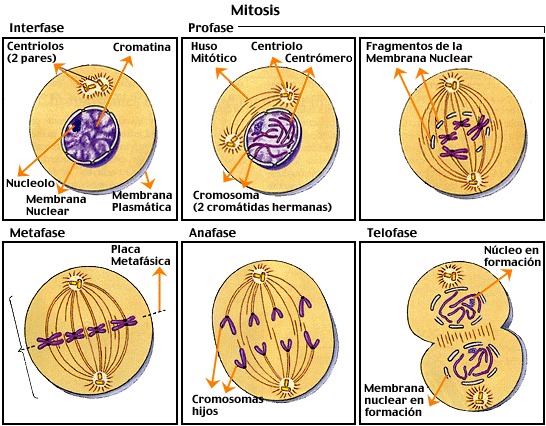 Mitosis
Interfase
Profase
Centriolos
(2 pares)
Cromatina
Nucleolo
Membrana
Nuclear
Membrana
Plasmática
Huso
Mitótico
Centriolo
Centrómero
Cromosoma
(2 cromátidas hermanas)
Fragmentos de la
Membrana Nuclear
Metafase
Anafase
Telofase
Placa
Metafásica
Cromosomas
hijos
Núcleo en
formación
Membrana
nuclear en
formación